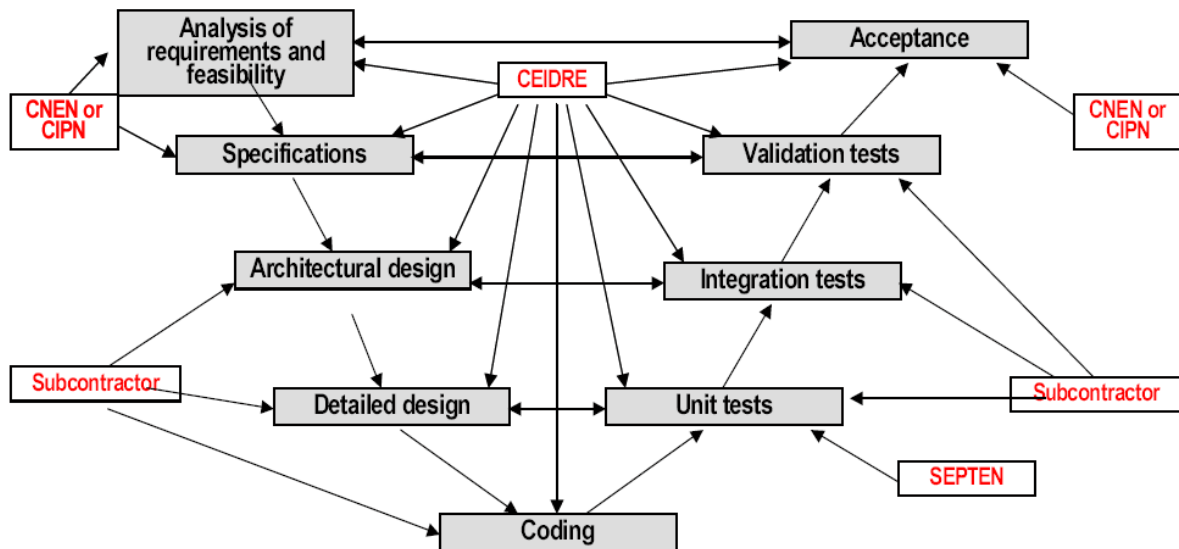 Analysis of
requirements and
feasibility
Acceptance
CEIDRE
CNEN or
CIPN
CNEN or
CIPN
Specifications
Validation tests
Architectural design
Integration tests
Subcontractor
Detailed design
Unit tests
Subcontractor
SEPTEN
Coding